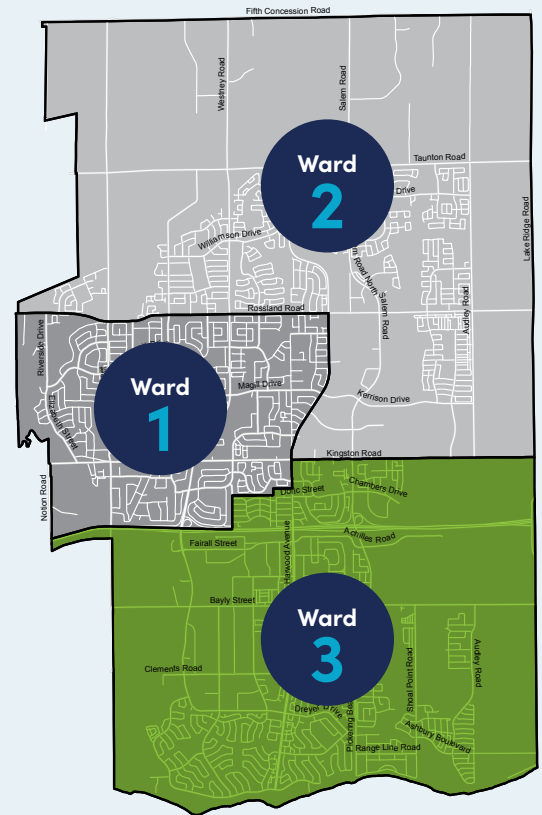 Fifth Concession Road
Westney Road
Salem Road
Taunton Road
Ward
2
Drive
Williamson Drive
Lake Ridge Road
Road North
Salem Road
Audley Road
Rossland Road
Riverside Drive
Ward
1
Magill Drive
Elizabeth Street
Kerrison Drive
Kingston Road
Notion Road
Chambers Drive
Street
Achilles Road
Fairall Street
Harwood Avenue
Bayly Street
Ward
3
Clements Road
Shoal Point Road
Audley Road
Dreyer Drive
Pickering
Ashbury Boulevard
Range Line Road